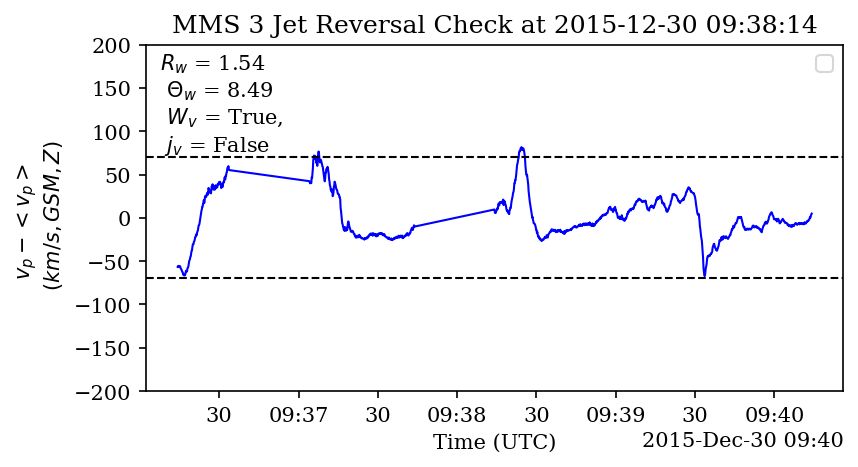 MMS 3 Jet Reversal Check at 2015-12-30 09:38:14
R_w = 1.54
Θ_w = 8.49
W_v = True,
j_v = False
v_p − <v_p>
(km/s, GSM, Z)
200
150
100
50
0
−50
−100
−150
−200
30 09:37 30 09:38 30 09:39 30 09:40
Time (UTC) 2015-Dec-30 09:40